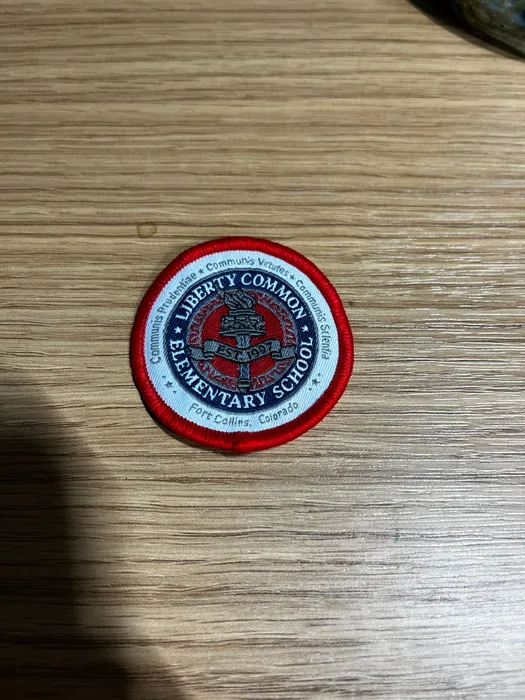 Communis Prudentiae ★ Communis Virtutes ★ Communis Scientia
★ LIBERTY COMMON ★
ELEMENTARY SCHOOL
EST. 1997
Fort Collins, Colorado